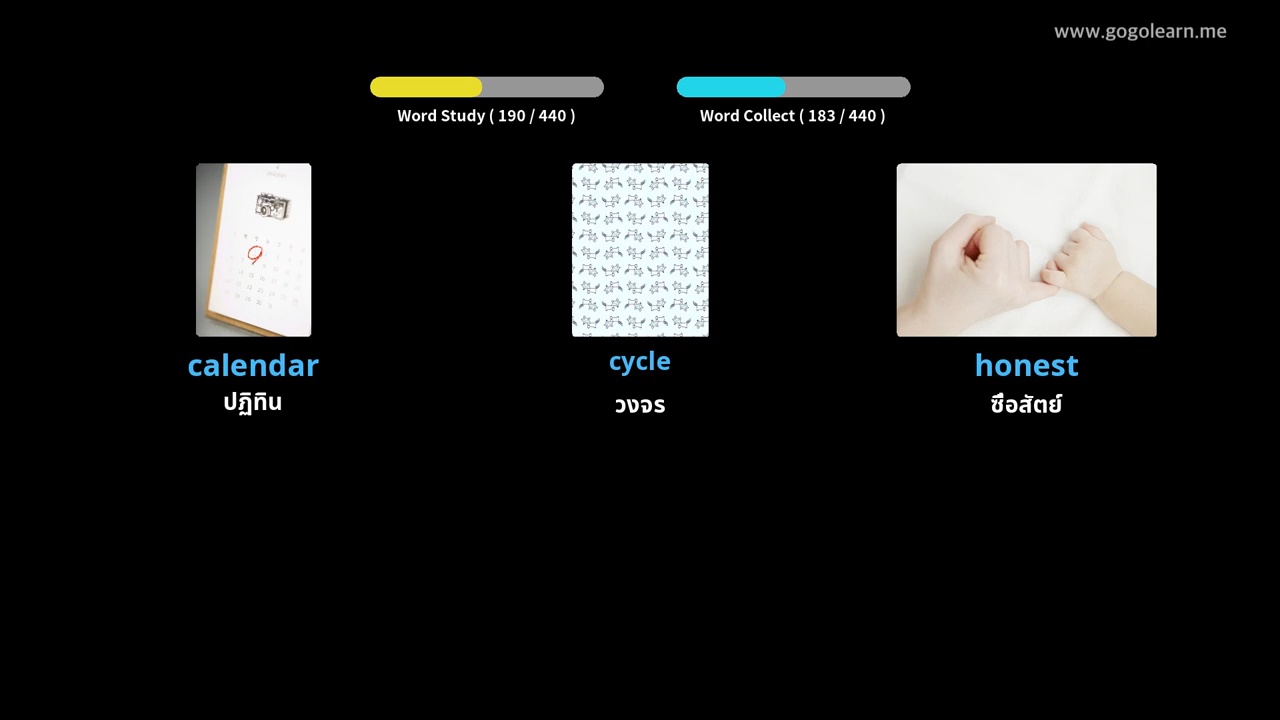 www.gogolearn.me
Word Study ( 190 / 440 )
Word Collect ( 183 / 440 )
calendar
ปฏิทิน
cycle
วงจร
honest
ซื่อสัตย์